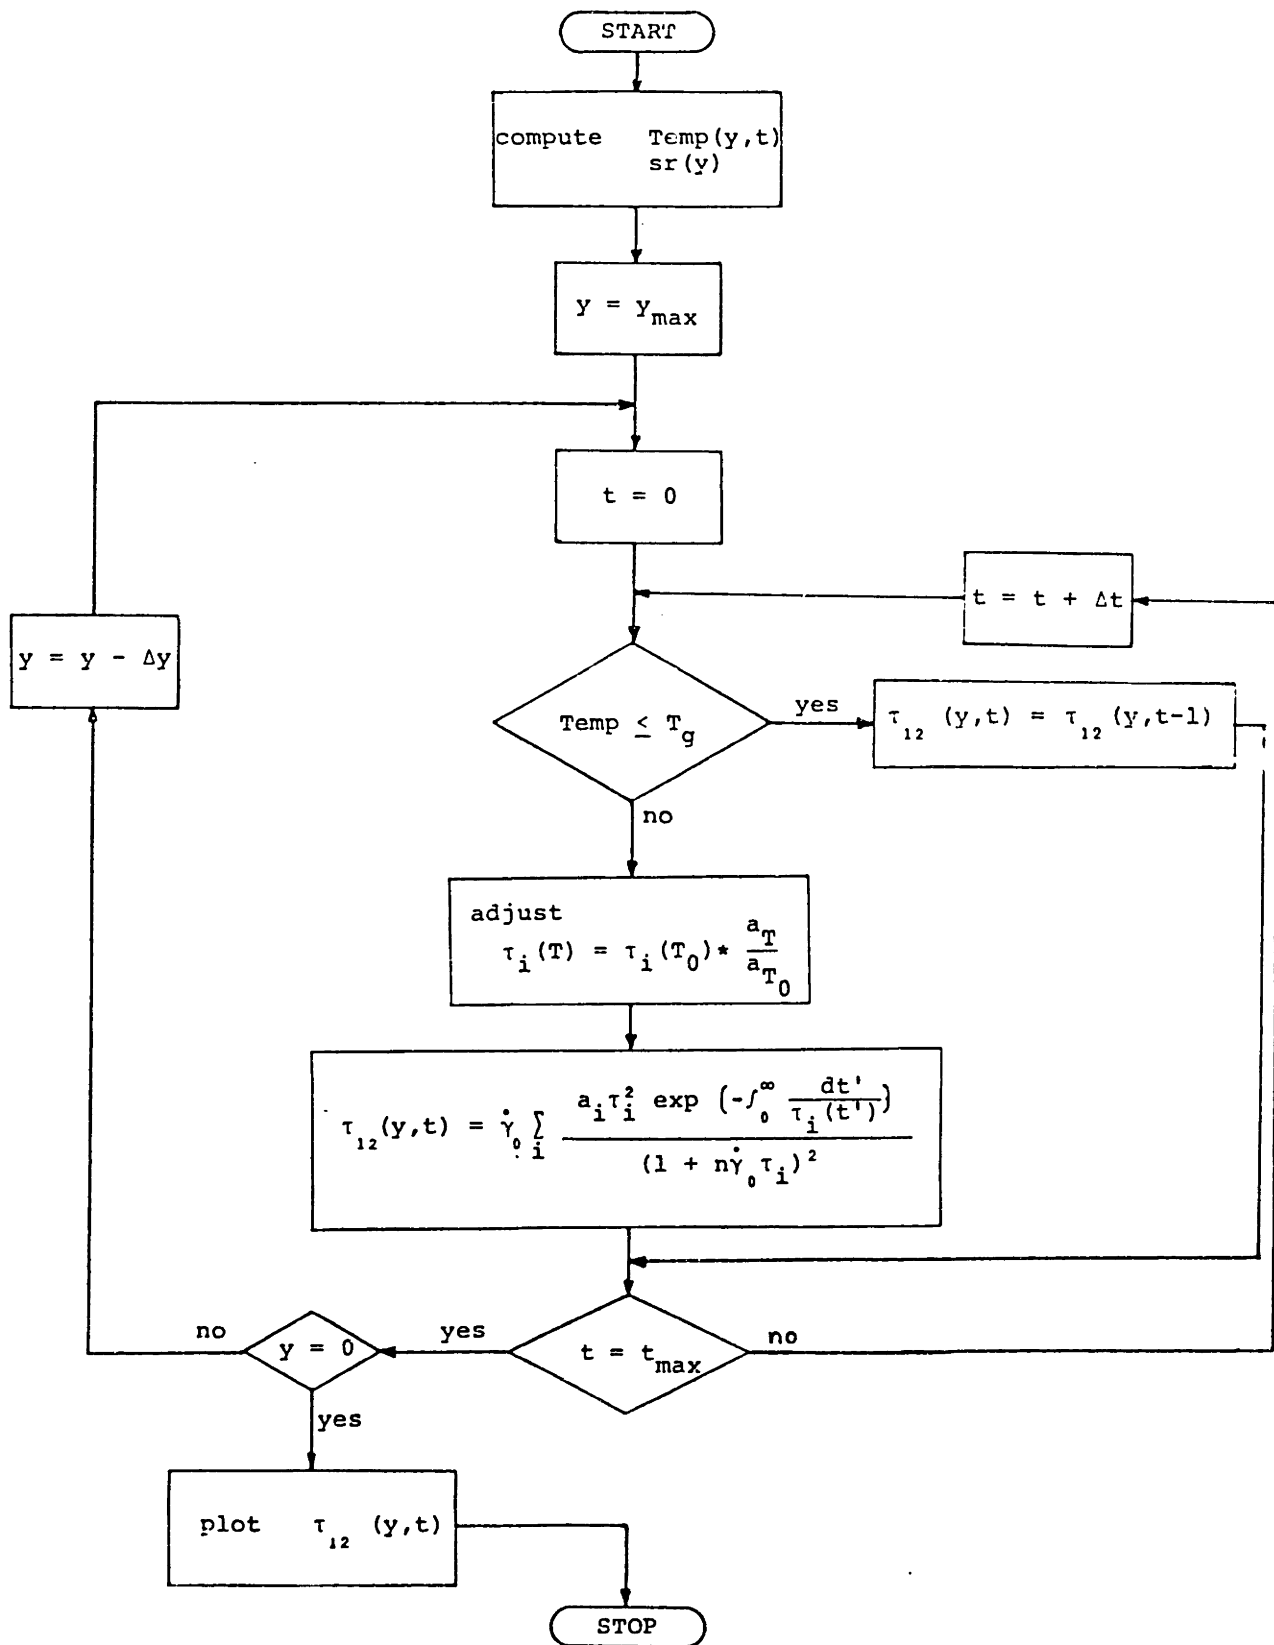 START
compute Temp(y,t)
sr(y)
y = y_max
t = 0
t = t + Δt
y = y - Δy
Temp ≤ T_g
yes
τ_12 (y,t) = τ_12 (y,t-1)
no
adjust
τ_i(T) = τ_i(T_0)* a_T / a_T_0
τ_12(y,t) = γ̇_0 Σ_i a_i τ_i^2 exp (-∫_0^∞ dt' / τ_i(t')) / (1 + nγ̇_0 τ_i)^2
no
y = 0
yes
t = t_max
no
yes
plot τ_12 (y,t)
STOP